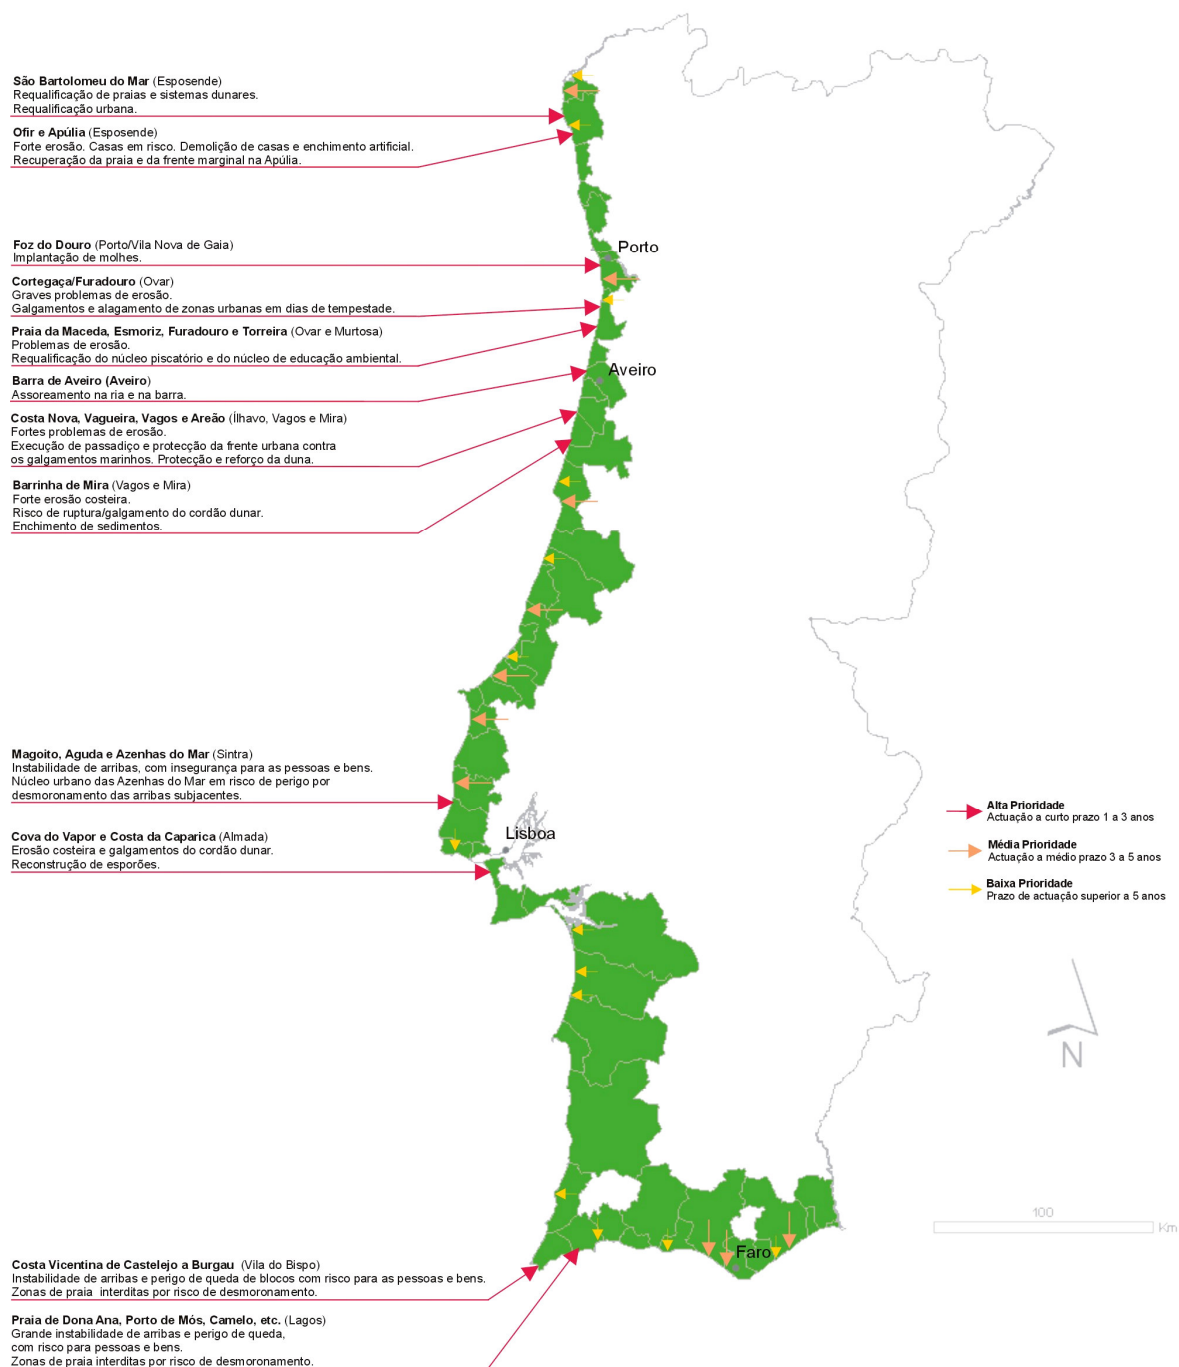 São Bartolomeu do Mar (Esposende)
Requalificação de praias e sistemas dunares.
Requalificação urbana.
Ofir e Apúlia (Esposende)
Forte erosão. Casas em risco. Demolição de casas e enchimento artificial.
Recuperação da praia e da frente marginal na Apúlia.
Foz do Douro (Porto/Vila Nova de Gaia)
Implantação de molhes.
Porto
Cortegaça/Furadouro (Ovar)
Graves problemas de erosão.
Galgamentos e alagamento de zonas urbanas em dias de tempestade.
Praia da Maceda, Esmoriz, Furadouro e Torreira (Ovar e Murtosa)
Problemas de erosão.
Requalificação do núcleo piscatório e do núcleo de educação ambiental.
Aveiro
Barra de Aveiro (Aveiro)
Assoreamento na ria e na barra.
Costa Nova, Vagueira, Vagos e Areão (Ílhavo, Vagos e Mira)
Fortes problemas de erosão.
Execução de passadiço e protecção da frente urbana contra
os galgamentos marinhos. Protecção e reforço da duna.
Barrinha de Mira (Vagos e Mira)
Forte erosão costeira.
Risco de ruptura/galgamento do cordão dunar.
Enchimento de sedimentos.
Magoito, Aguda e Azenhas do Mar (Sintra)
Instabilidade de arribas, com insegurança para as pessoas e bens.
Núcleo urbano das Azenhas do Mar em risco de perigo por
desmoronamento das arribas subjacentes.
Lisboa
Cova do Vapor e Costa da Caparica (Almada)
Erosão costeira e galgamentos do cordão dunar.
Reconstrução de esporões.
Alta Prioridade
Actuação a curto prazo 1 a 3 anos
Média Prioridade
Actuação a médio prazo 3 a 5 anos
Baixa Prioridade
Prazo de actuação superior a 5 anos
N
100
Km
Faro
Costa Vicentina de Castelejo a Burgau (Vila do Bispo)
Instabilidade de arribas e perigo de queda de blocos com risco para as pessoas e bens.
Zonas de praia interditas por risco de desmoronamento.
Praia de Dona Ana, Porto de Mós, Camelo, etc. (Lagos)
Grande instabilidade de arribas e perigo de queda,
com risco para pessoas e bens.
Zonas de praia interditas por risco de desmoronamento.